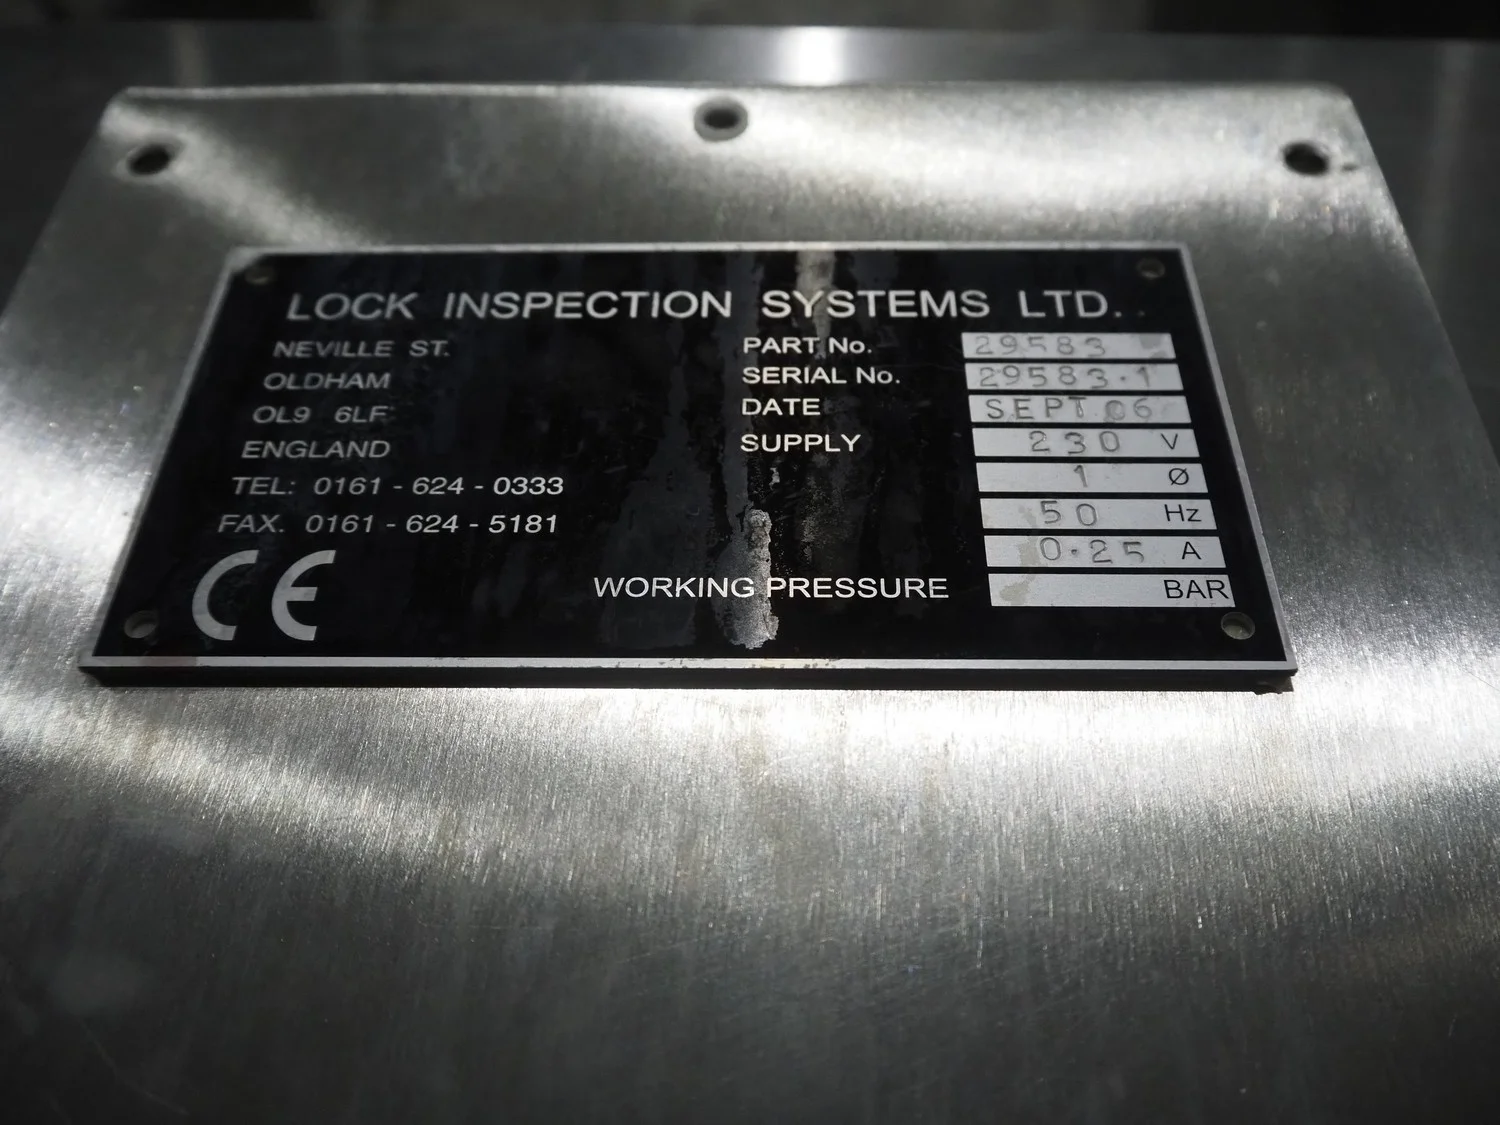 LOCK INSPECTION SYSTEMS LTD.
NEVILLE ST.
OLDHAM
OL9 6LF
ENGLAND
TEL: 0161 - 624 - 0333
FAX. 0161 - 624 - 5181
CE
PART No. 29583
SERIAL No. 29583.1
DATE SEPT.06
SUPPLY 230 V
1 Ø
50 Hz
0.25 A
WORKING PRESSURE BAR